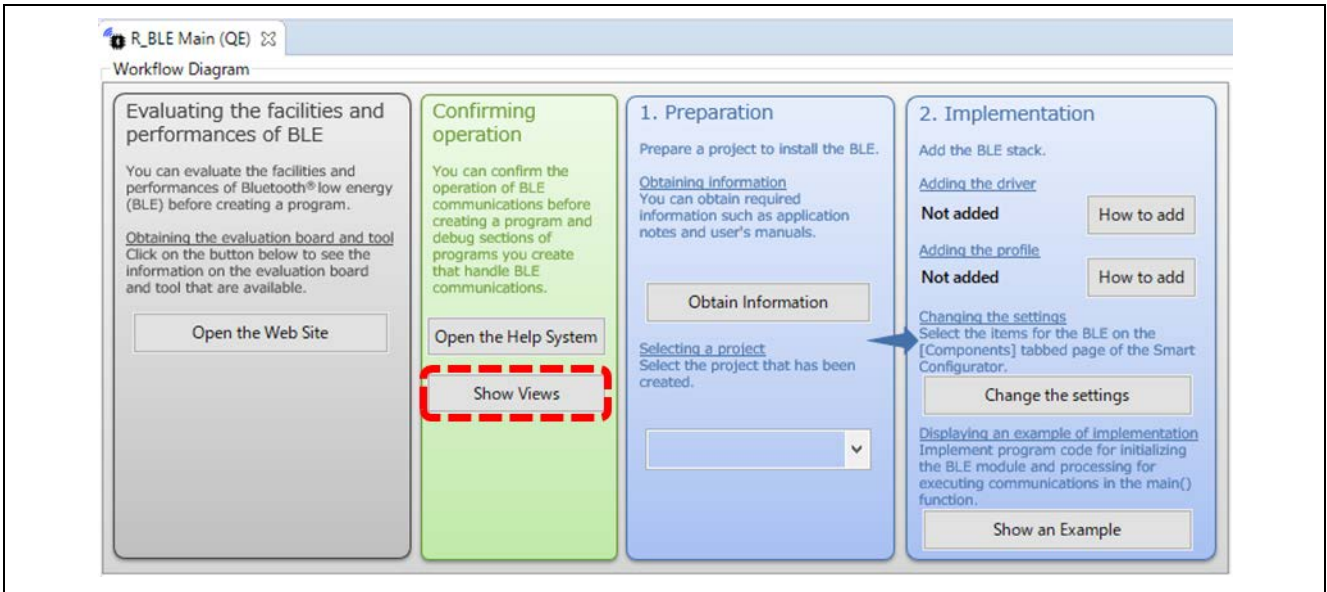 R_BLE Main (QE)
Workflow Diagram
Evaluating the facilities and
performances of BLE
You can evaluate the facilities and
performances of Bluetooth® low energy
(BLE) before creating a program.
Obtaining the evaluation board and tool
Click on the button below to see the
information on the evaluation board
and tool that are available.
Open the Web Site
Confirming
operation
You can confirm the
operation of BLE
communications before
creating a program and
debug sections of
programs you create
that handle BLE
communications.
Open the Help System
Show Views
1. Preparation
Prepare a project to install the BLE.
Obtaining information
You can obtain required
information such as application
notes and user's manuals.
Obtain Information
Selecting a project
Select the project that has been
created.
2. Implementation
Add the BLE stack.
Adding the driver
Not added
How to add
Adding the profile
Not added
How to add
Changing the settings
Select the items for the BLE on the
[Components] tabbed page of the Smart
Configurator.
Change the settings
Displaying an example of implementation
Implement program code for initializing
the BLE module and processing for
executing communications in the main()
function.
Show an Example